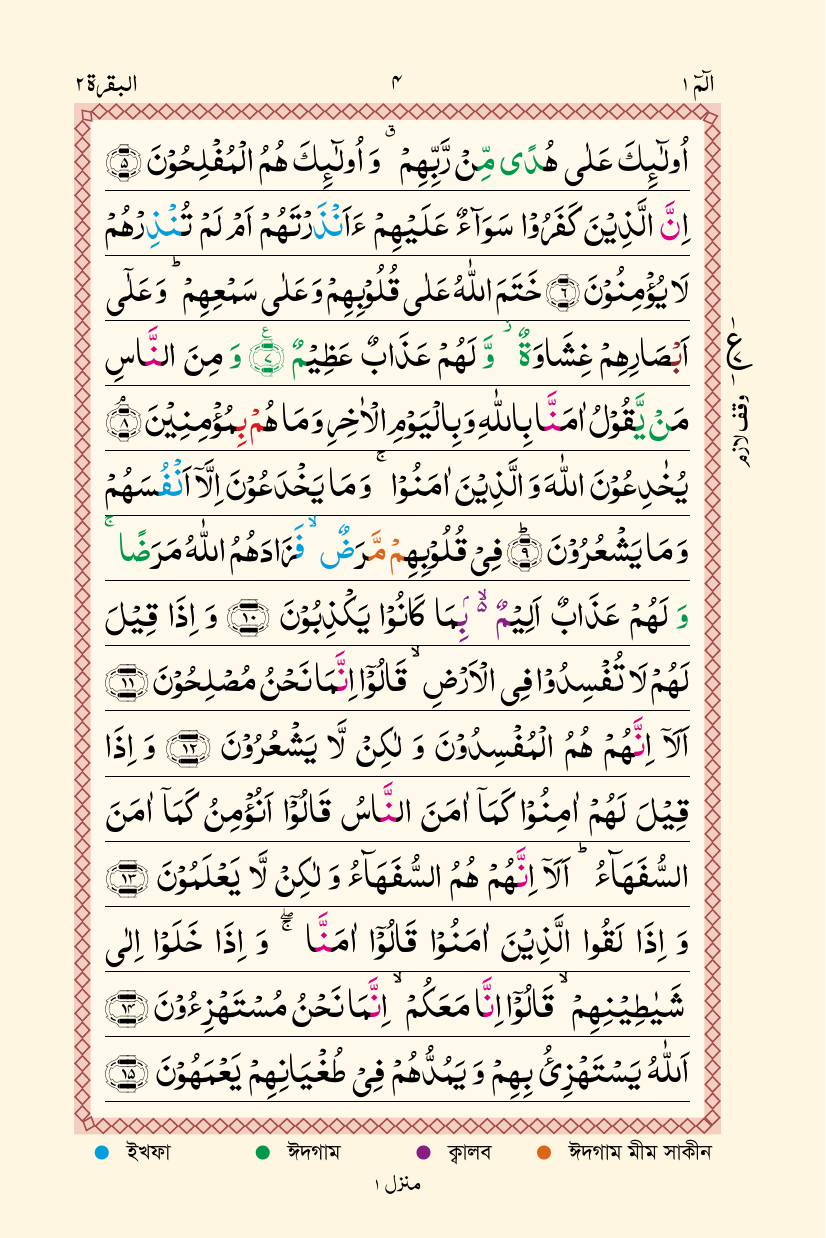 الٓمّٓ ١
٤
البقرة ٢
اُولٰٓئِكَ عَلٰى هُدًى مِّنۡ رَّبِّهِمۡ ۙ وَ اُولٰٓئِكَ هُمُ الۡمُفۡلِحُوۡنَ ﴿٥﴾
اِنَّ الَّذِيۡنَ كَفَرُوۡا سَوَآءٌ عَلَيۡهِمۡ ءَاَنۡذَرۡتَهُمۡ اَمۡ لَمۡ تُنۡذِرۡهُمۡ
لَا يُؤۡمِنُوۡنَ ﴿٦﴾ خَتَمَ اللّٰهُ عَلٰى قُلُوۡبِهِمۡ وَعَلٰى سَمۡعِهِمۡ ؕ وَعَلٰٓى
اَبۡصَارِهِمۡ غِشَاوَةٌ ۫ وَّ لَهُمۡ عَذَابٌ عَظِيۡمٌ ﴿٧﴾ وَ مِنَ النَّاسِ
ع
مَنۡ يَّقُوۡلُ اٰمَنَّا بِاللّٰهِ وَبِالۡيَوۡمِ الۡاٰخِرِ وَمَا هُمۡ بِمُؤۡمِنِيۡنَ ﴿٨﴾
وقف لازم
يُخٰدِعُوۡنَ اللّٰهَ وَ الَّذِيۡنَ اٰمَنُوۡا ۚ وَ مَا يَخۡدَعُوۡنَ اِلَّاۤ اَنۡفُسَهُمۡ
وَ مَا يَشۡعُرُوۡنَ ﴿٩﴾ؕ فِىۡ قُلُوۡبِهِمۡ مَّرَضٌ ۙ فَزَادَهُمُ اللّٰهُ مَرَضًا ۚ
وَ لَهُمۡ عَذَابٌ اَلِيۡمٌ ۙ۬ بِمَا كَانُوۡا يَكۡذِبُوۡنَ ﴿١٠﴾ وَ اِذَا قِيۡلَ
لَهُمۡ لَا تُفۡسِدُوۡا فِى الۡاَرۡضِ ۙ قَالُوۡاۤ اِنَّمَا نَحۡنُ مُصۡلِحُوۡنَ ﴿١١﴾
اَلَاۤ اِنَّهُمۡ هُمُ الۡمُفۡسِدُوۡنَ وَ لٰكِنۡ لَّا يَشۡعُرُوۡنَ ﴿١٢﴾ وَ اِذَا
قِيۡلَ لَهُمۡ اٰمِنُوۡا كَمَاۤ اٰمَنَ النَّاسُ قَالُوۡاۤ اَنُؤۡمِنُ كَمَاۤ اٰمَنَ
السُّفَهَآءُ ؕ اَلَاۤ اِنَّهُمۡ هُمُ السُّفَهَآءُ وَ لٰكِنۡ لَّا يَعۡلَمُوۡنَ ﴿١٣﴾
وَ اِذَا لَقُوا الَّذِيۡنَ اٰمَنُوۡا قَالُوۡاۤ اٰمَنَّا ۖۚ وَ اِذَا خَلَوۡا اِلٰى
شَيٰطِيۡنِهِمۡ ۙ قَالُوۡاۤ اِنَّا مَعَكُمۡ ۙ اِنَّمَا نَحۡنُ مُسۡتَهۡزِءُوۡنَ ﴿١٤﴾
اَللّٰهُ يَسۡتَهۡزِئُ بِهِمۡ وَ يَمُدُّهُمۡ فِىۡ طُغۡيَانِهِمۡ يَعۡمَهُوۡنَ ﴿١٥﴾
ইখফা ঈদগাম ক্বালব ঈদগাম মীম সাকীন
منزل ١